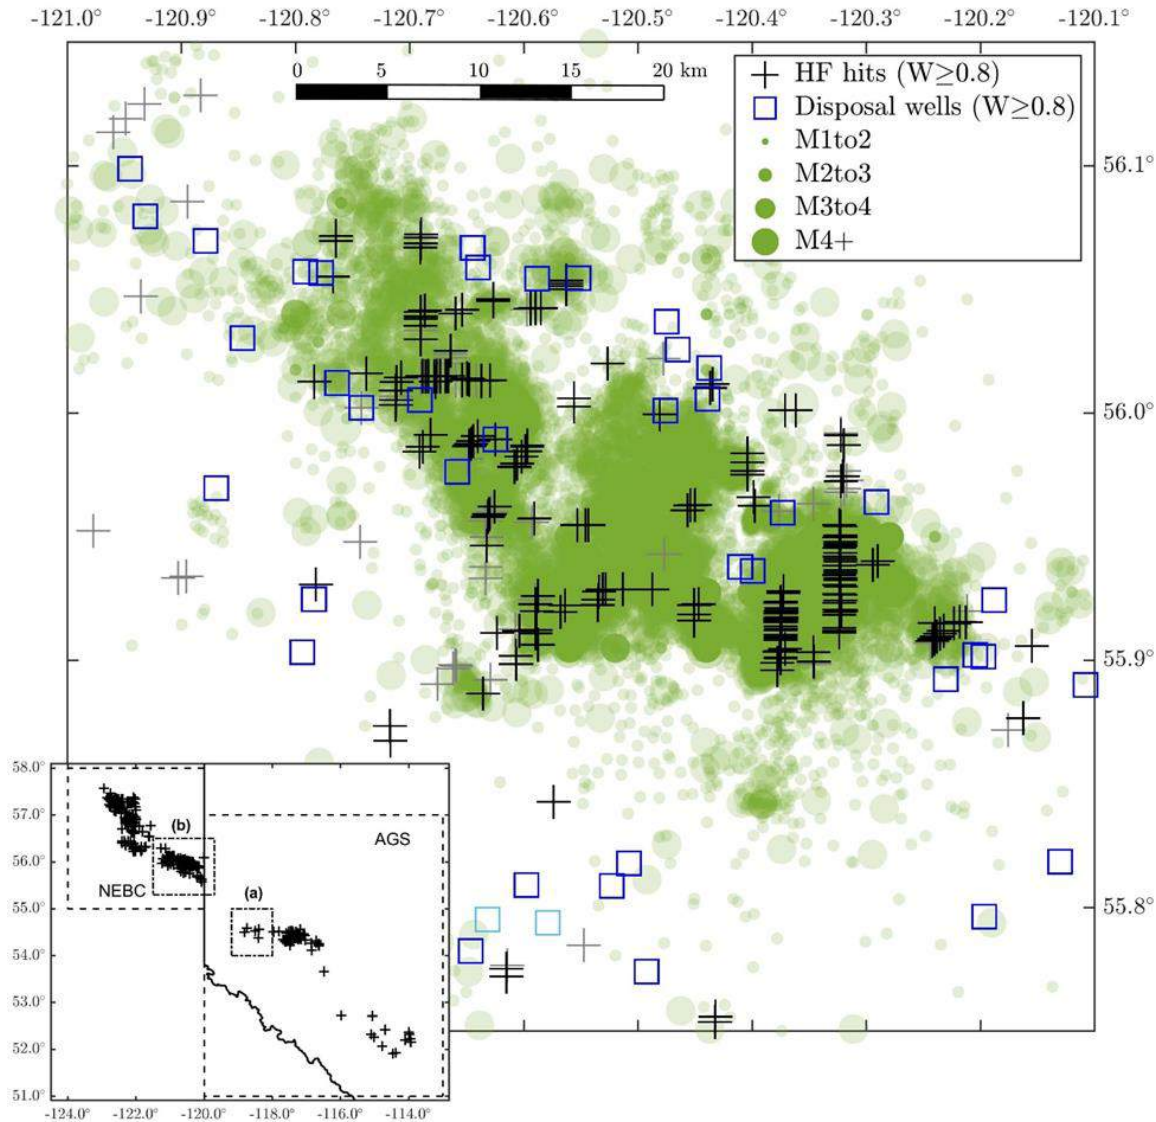 -121.0° -120.9° -120.8° -120.7° -120.6° -120.5° -120.4° -120.3° -120.2° -120.1°
0 5 10 15 20 km
HF hits (W≥0.8)
Disposal wells (W≥0.8)
M1to2
M2to3
M3to4
M4+
56.1°
56.0°
55.9°
55.8°
58.0°
57.0°
56.0°
55.0°
54.0°
53.0°
52.0°
51.0°
(b)
AGS
NEBC
(a)
-124.0° -122.0° -120.0° -118.0° -116.0° -114.0°